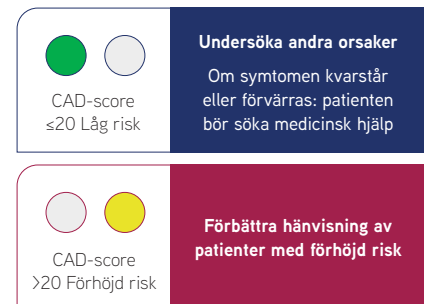 CAD-score
≤20 Låg risk
Undersöka andra orsaker
Om symtomen kvarstår
eller förvärras: patienten
bör söka medicinsk hjälp
CAD-score
>20 Förhöjd risk
Förbättra hänvisning av
patienter med förhöjd risk